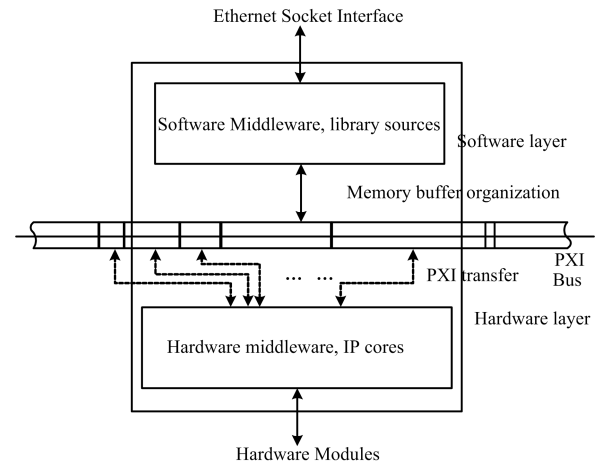 Ethernet Socket Interface
Software Middleware, library sources
Software layer
Memory buffer organization
... ...
PXI transfer
PXI
Bus
Hardware layer
Hardware middleware, IP cores
Hardware Modules